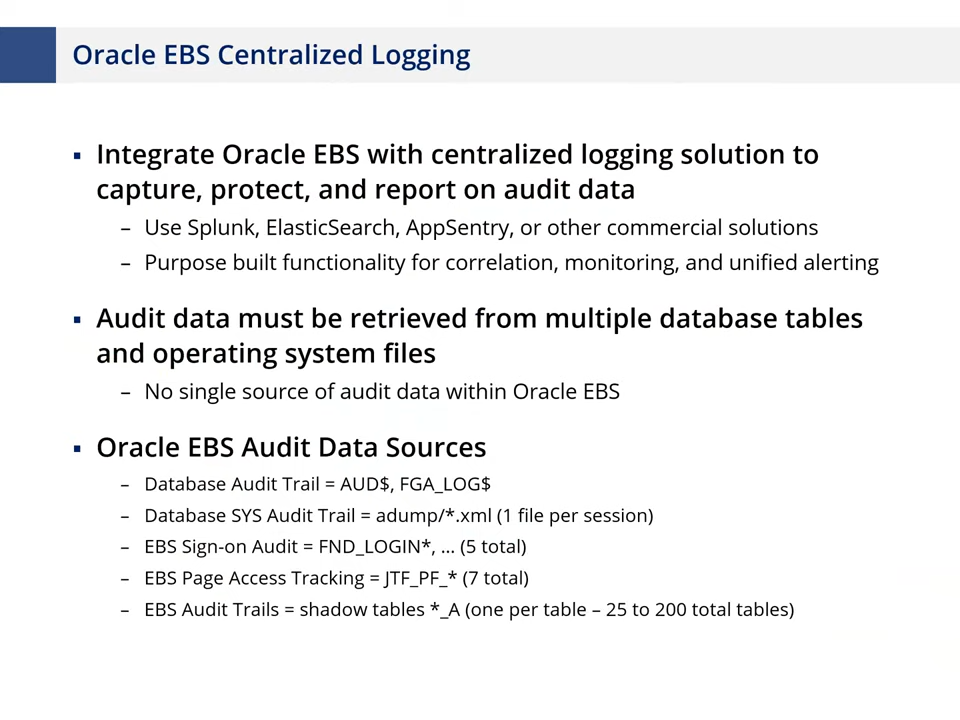 Oracle EBS Centralized Logging
▪ Integrate Oracle EBS with centralized logging solution to
capture, protect, and report on audit data
– Use Splunk, ElasticSearch, AppSentry, or other commercial solutions
– Purpose built functionality for correlation, monitoring, and unified alerting
▪ Audit data must be retrieved from multiple database tables
and operating system files
– No single source of audit data within Oracle EBS
▪ Oracle EBS Audit Data Sources
– Database Audit Trail = AUD$, FGA_LOG$
– Database SYS Audit Trail = adump/*.xml (1 file per session)
– EBS Sign-on Audit = FND_LOGIN*, … (5 total)
– EBS Page Access Tracking = JTF_PF_* (7 total)
– EBS Audit Trails = shadow tables *_A (one per table – 25 to 200 total tables)